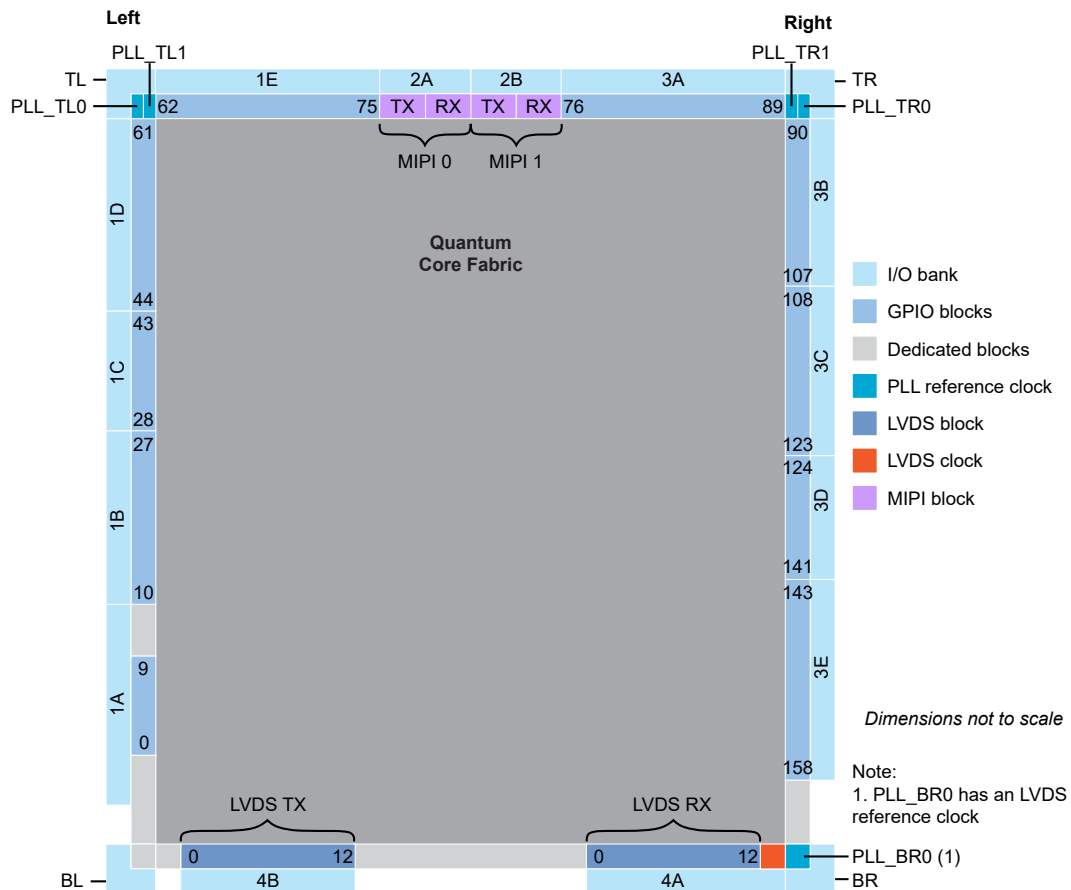 Left
Right
PLL_TL1
PLL_TR1
TL
1E
2A
2B
3A
TR
PLL_TL0
62
75
TX
RX
TX
RX
76
89
PLL_TR0
61
90
MIPI 0
MIPI 1
1D
3B
Quantum
Core Fabric
107
108
44
43
1C
3C
28
27
123
124
1B
3D
141
143
10
9
1A
3E
0
158
I/O bank
GPIO blocks
Dedicated blocks
PLL reference clock
LVDS block
LVDS clock
MIPI block
Dimensions not to scale
Note:
1. PLL_BR0 has an LVDS
reference clock
LVDS TX
LVDS RX
0
12
0
12
PLL_BR0 (1)
BL
4B
4A
BR